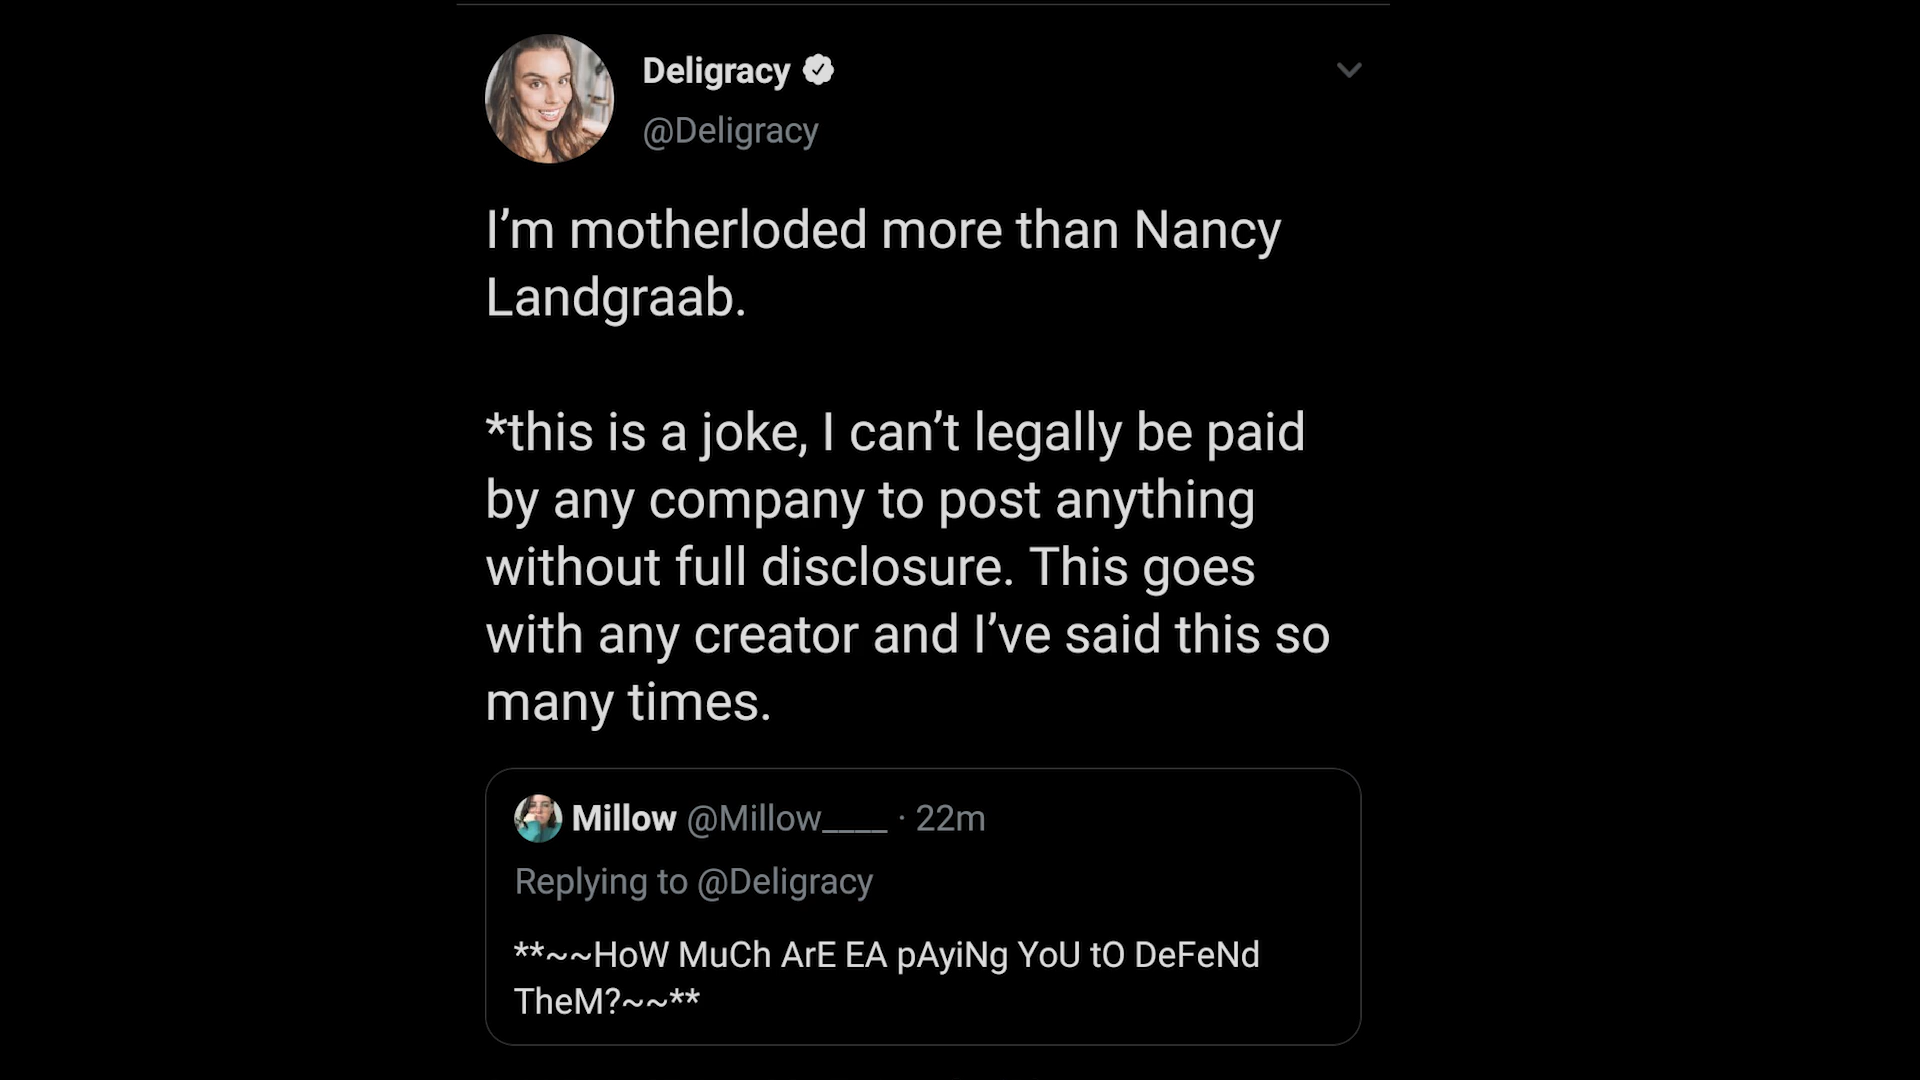 Deligracy
@Deligracy
I’m motherloded more than Nancy
Landgraab.
*this is a joke, I can’t legally be paid
by any company to post anything
without full disclosure. This goes
with any creator and I’ve said this so
many times.
Millow @Millow____ · 22m
Replying to @Deligracy
**~~HoW MuCh ArE EA pAyiNg YoU tO DeFeNd
TheM?~~**